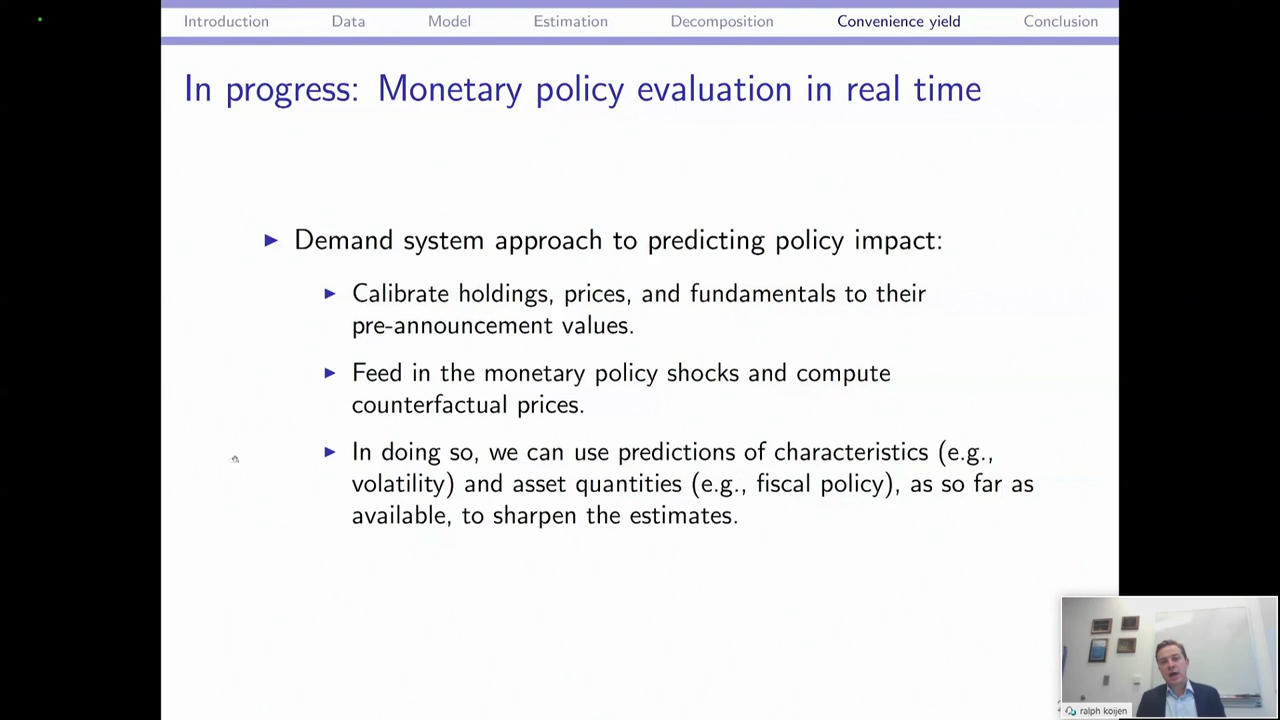 Introduction Data Model Estimation Decomposition Convenience yield Conclusion
In progress: Monetary policy evaluation in real time
Demand system approach to predicting policy impact:
Calibrate holdings, prices, and fundamentals to their
pre-announcement values.
Feed in the monetary policy shocks and compute
counterfactual prices.
In doing so, we can use predictions of characteristics (e.g.,
volatility) and asset quantities (e.g., fiscal policy), as so far as
available, to sharpen the estimates.
ralph koijen